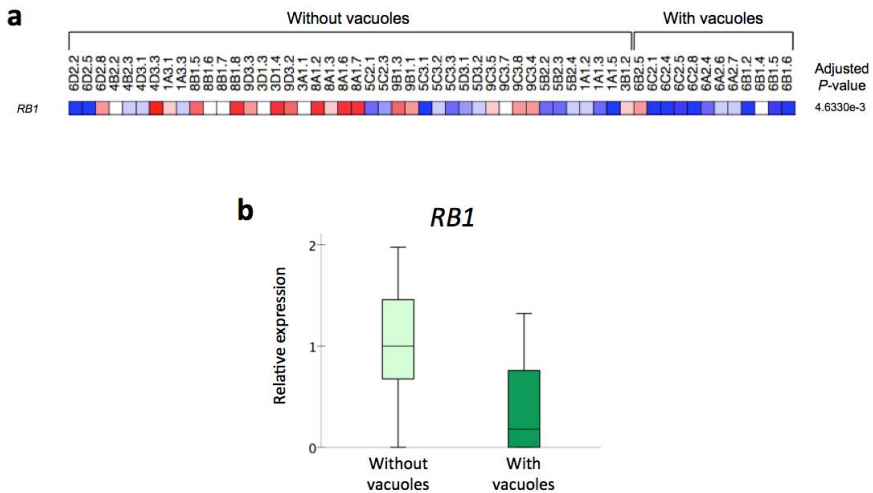 a
Without vacuoles
With vacuoles
6D2.2
6D2.5
6D2.8
4B2.2
4B2.3
4D3.1
4D3.3
1A3.1
1A3.3
8B1.5
8B1.6
8B1.7
8B1.8
9D3.3
3D1.3
3D1.4
9D3.2
3A1.1
8A1.2
8A1.3
8A1.6
8A1.7
5C2.1
5C2.3
9B1.3
9B1.1
5C3.1
5C3.2
5C3.3
5D3.1
5D3.2
9C3.5
9C3.7
9C3.8
9C3.4
5B2.2
5B2.3
5B2.4
1A1.2
1A1.3
1A1.5
3B1.2
6B2.5
6C2.1
6C2.4
6C2.5
6C2.8
6A2.4
6A2.6
6A2.7
6B1.2
6B1.4
6B1.5
6B1.6
Adjusted
P-value
RB1
4.6330e-3
b
RB1
Relative expression
2
1
0
Without
vacuoles
With
vacuoles